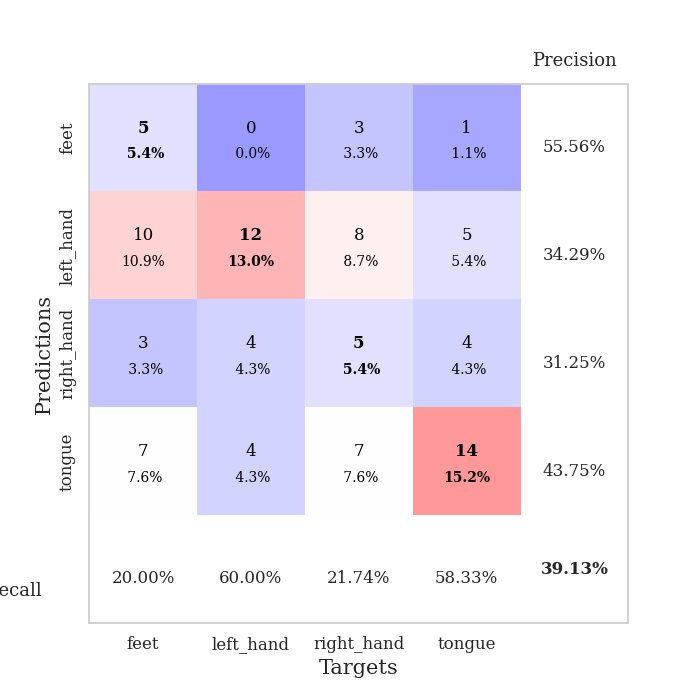 Precision
feet 5 0 3 1 55.56%
5.4% 0.0% 3.3% 1.1%
left_hand 10 12 8 5 34.29%
10.9% 13.0% 8.7% 5.4%
Predictions
right_hand 3 4 5 4 31.25%
3.3% 4.3% 5.4% 4.3%
tongue 7 4 7 14 43.75%
7.6% 4.3% 7.6% 15.2%
ecall 20.00% 60.00% 21.74% 58.33% 39.13%
feet left_hand right_hand tongue
Targets